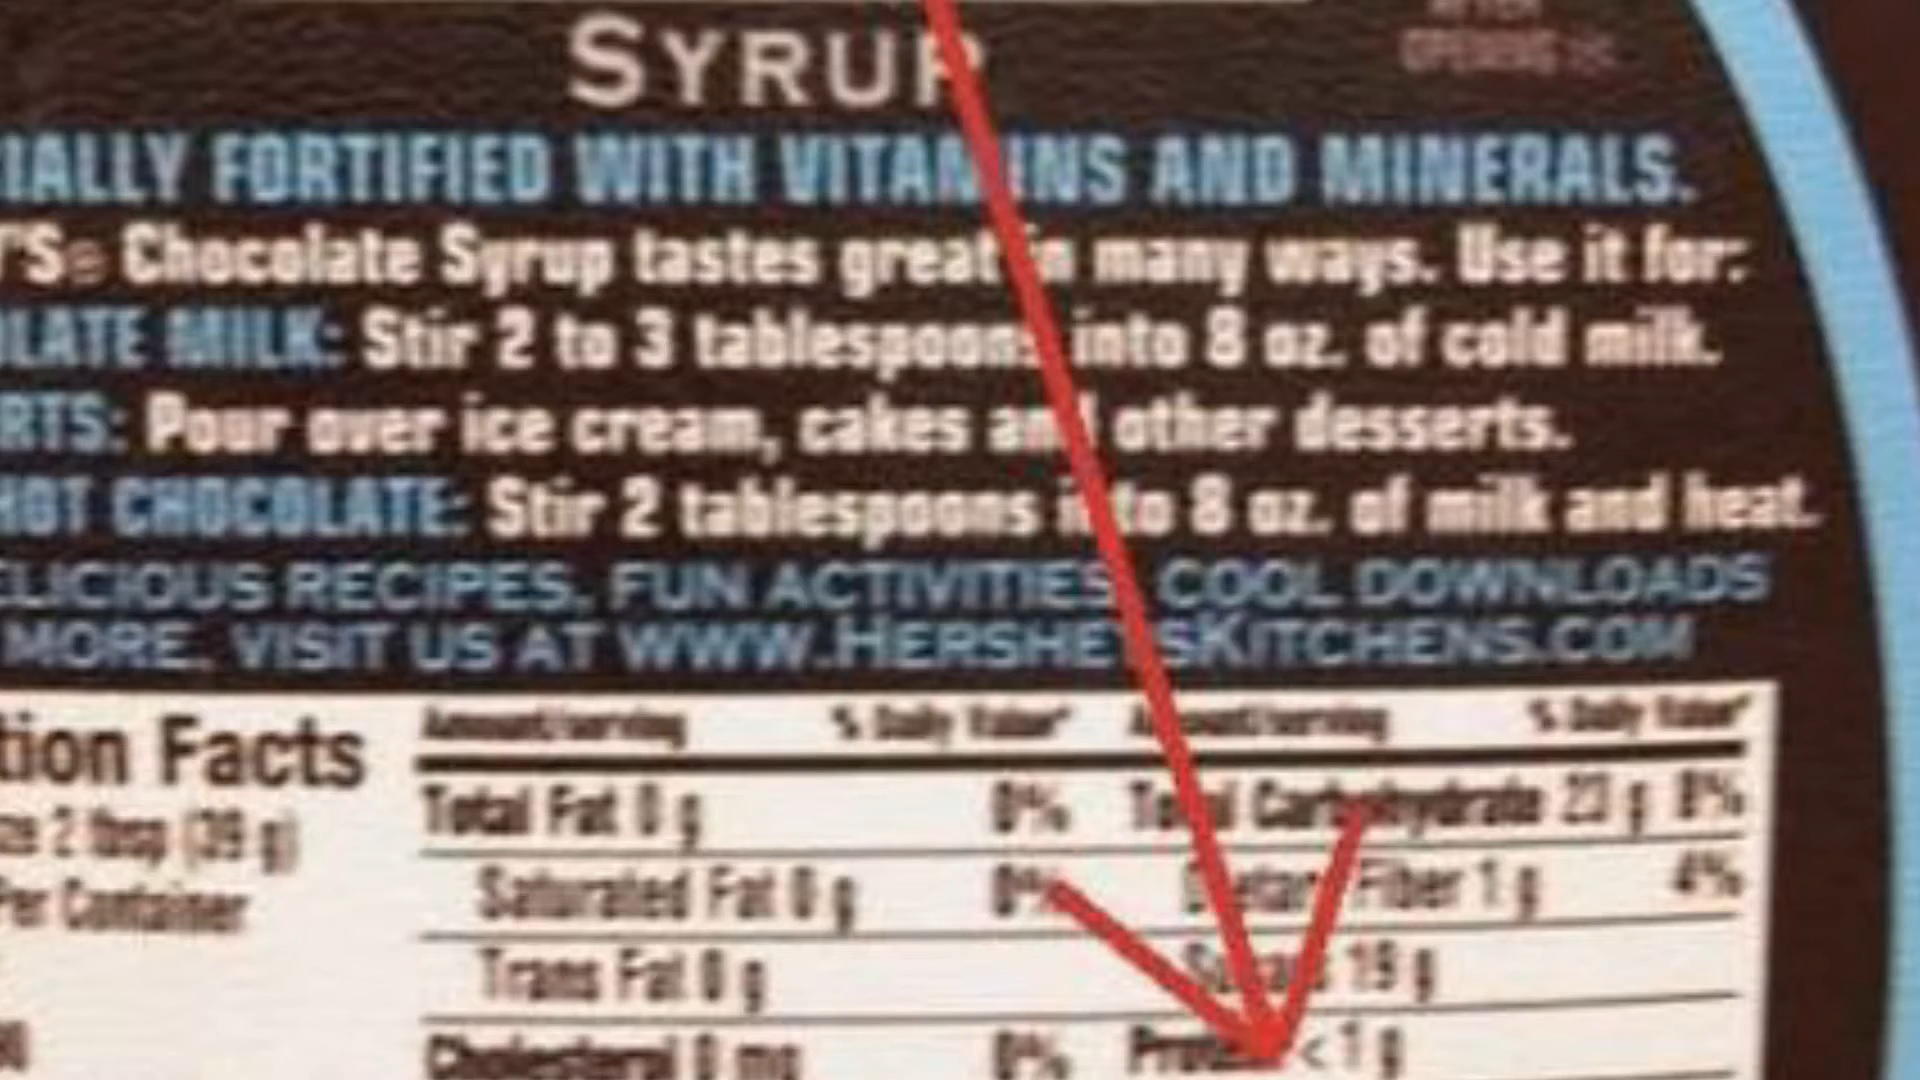 AFTER
OPENING
SYRUP
IALLY FORTIFIED WITH VITAMINS AND MINERALS.
'S® Chocolate Syrup tastes great in many ways. Use it for:
LATE MILK: Stir 2 to 3 tablespoons into 8 oz. of cold milk.
RTS: Pour over ice cream, cakes and other desserts.
HOT CHOCOLATE: Stir 2 tablespoons into 8 oz. of milk and heat.
ELICIOUS RECIPES, FUN ACTIVITIES, COOL DOWNLOADS
MORE, VISIT US AT WWW.HERSHEYSKITCHENS.COM
tion Facts
ze 2 tbsp (39 g)
Per Container
Amount/serving % Daily Value* Amount/serving % Daily Value*
Total Fat 0 g 0% Total Carbohydrate 23 g 8%
Saturated Fat 0 g 0% Dietary Fiber 1 g 4%
Trans Fat 0 g Sugars 19 g
Cholesterol 0 mg 0% Protein <1 g